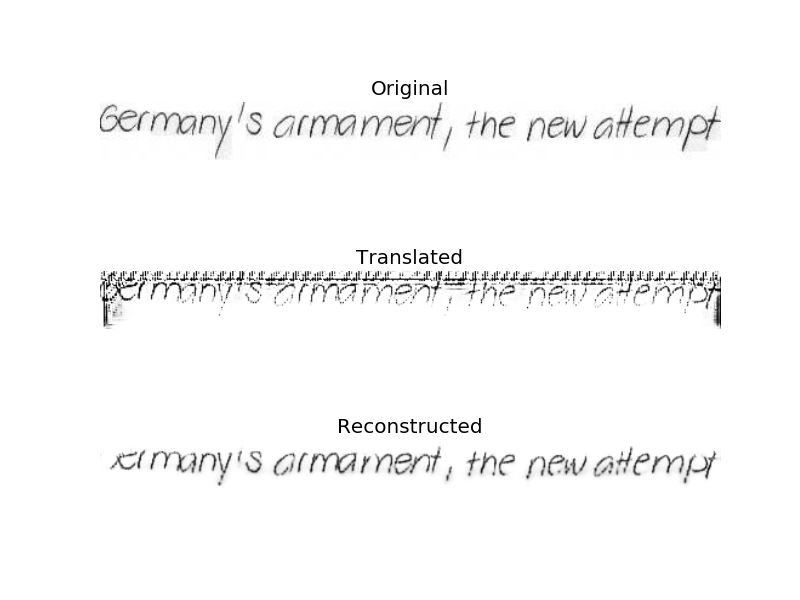 Original
Germany's armament, the new attempt
Translated
Germany's armament, the new attempt
Reconstructed
ermany's armament, the new attempt